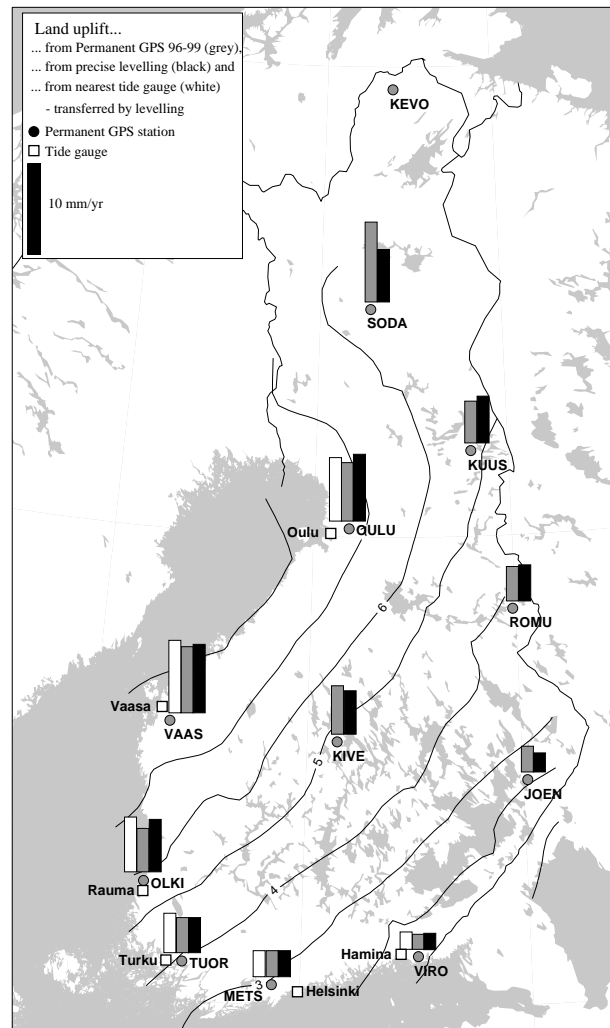 Land uplift...
... from Permanent GPS 96-99 (grey),
... from precise levelling (black) and
... from nearest tide gauge (white)
- transferred by levelling
Permanent GPS station
Tide gauge
10 mm/yr
KEVO
SODA
KUUS
Oulu
OULU
ROMU
6
Vaasa
VAAS
KIVE
5
JOEN
OLKI
Rauma
4
Turku
TUOR
Hamina
VIRO
3
METS
Helsinki